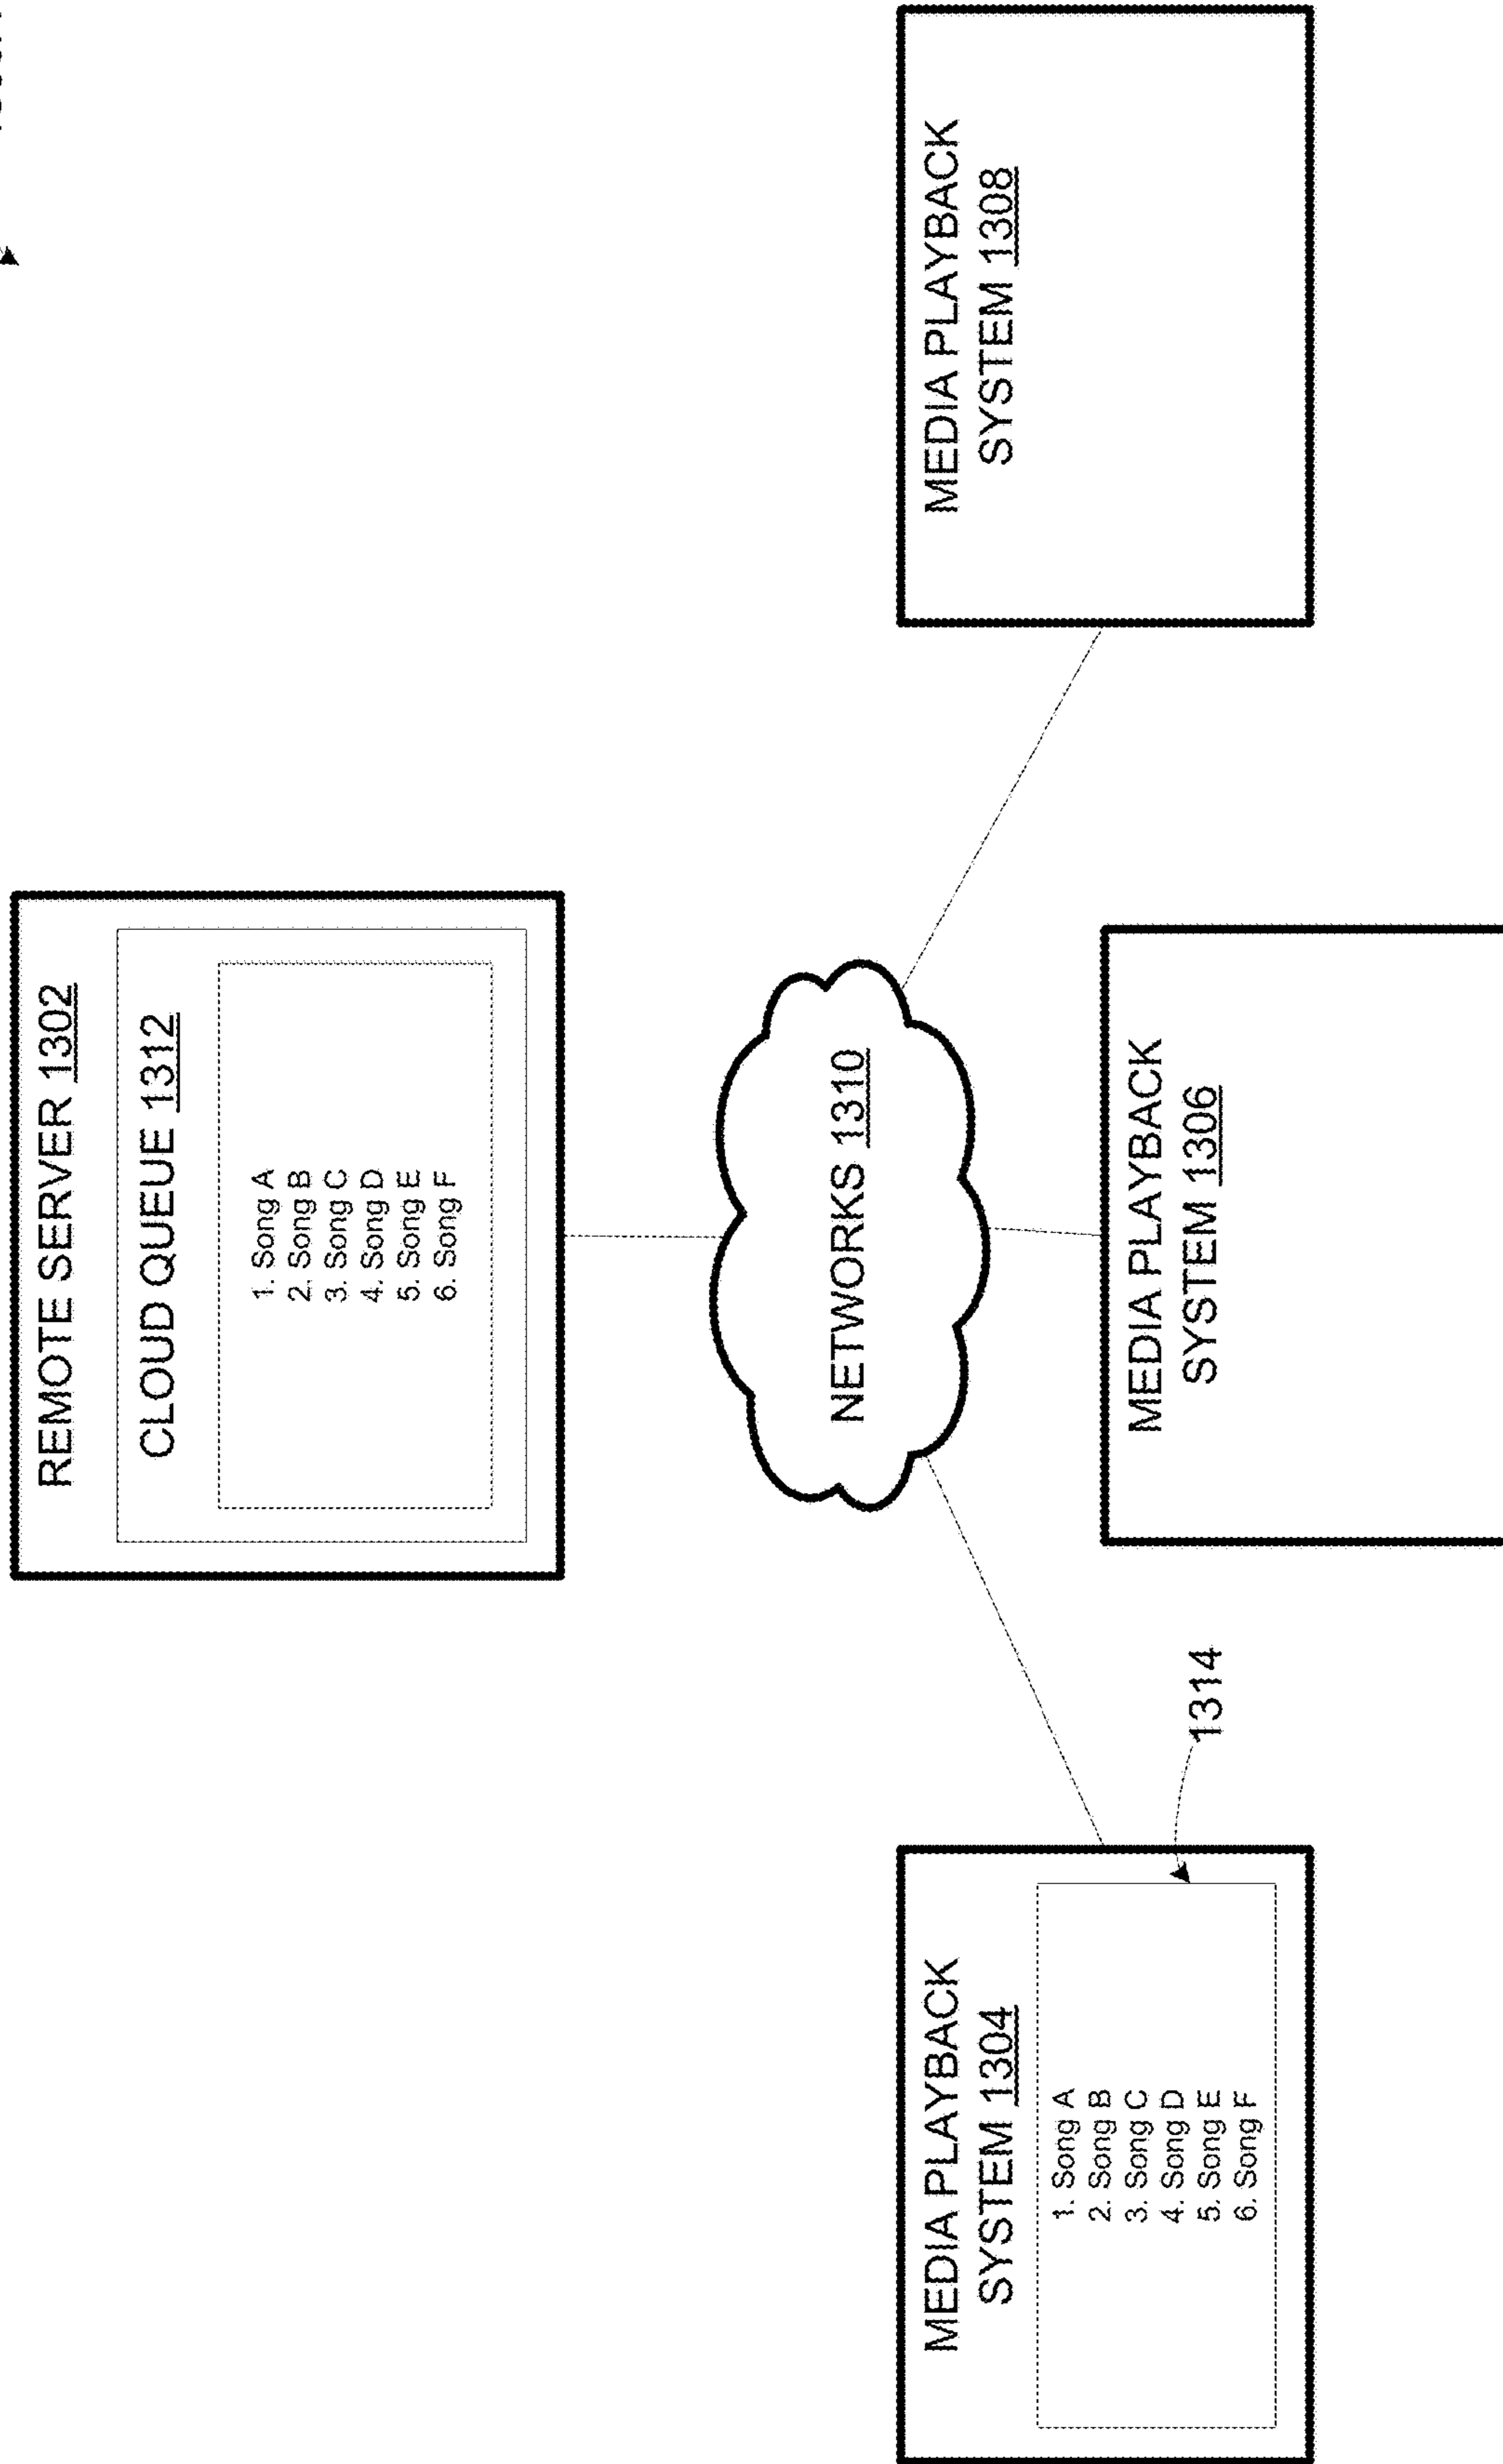 REMOTE SERVER 1302
CLOUD QUEUE 1312
1. Song A
2. Song B
3. Song C
4. Song D
5. Song E
6. Song F
NETWORKS 1310
MEDIA PLAYBACK
SYSTEM 1304
1. Song A
2. Song B
3. Song C
4. Song D
5. Song E
6. Song F
1314
MEDIA PLAYBACK
SYSTEM 1306
MEDIA PLAYBACK
SYSTEM 1308